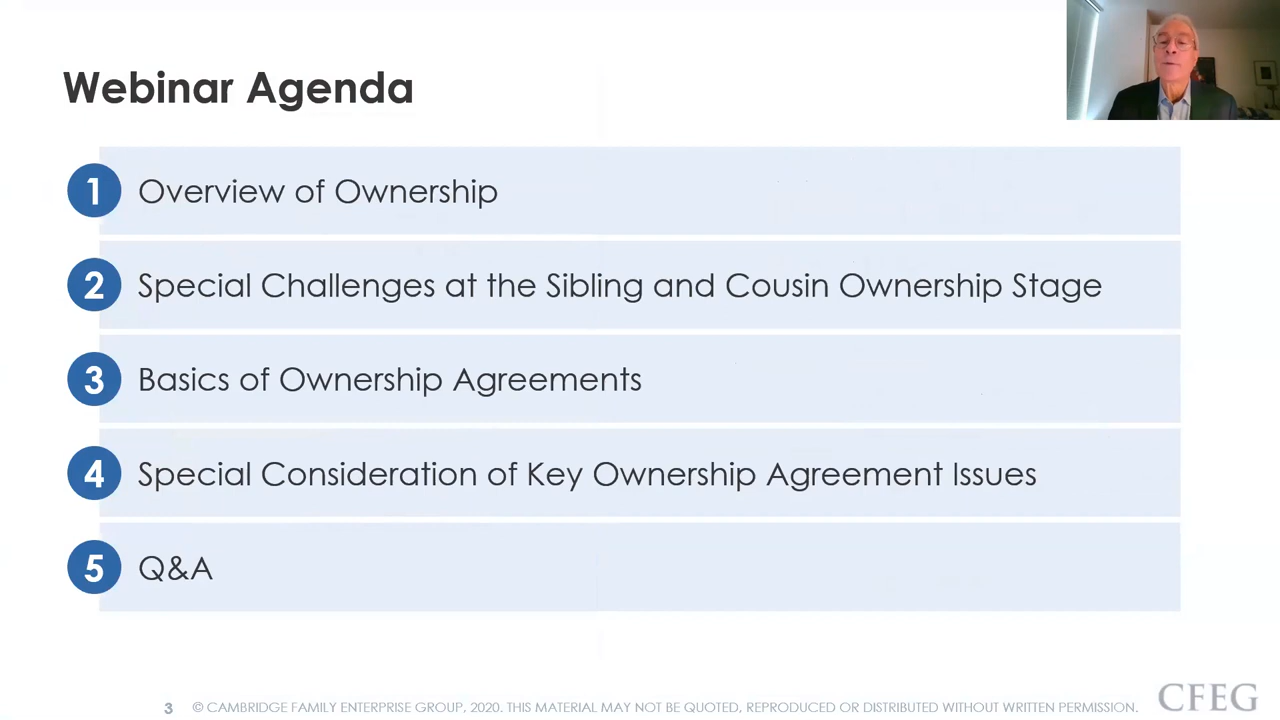 Webinar Agenda
1 Overview of Ownership
2 Special Challenges at the Sibling and Cousin Ownership Stage
3 Basics of Ownership Agreements
4 Special Consideration of Key Ownership Agreement Issues
5 Q&A
3 © CAMBRIDGE FAMILY ENTERPRISE GROUP, 2020. THIS MATERIAL MAY NOT BE QUOTED, REPRODUCED OR DISTRIBUTED WITHOUT WRITTEN PERMISSION.
CFEG